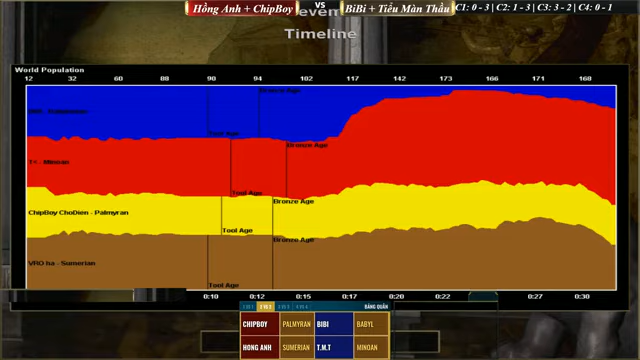 Hồng Anh + ChipBoy VS BiBi + Tiểu Màn Thầu C1: 0 - 3 | C2: 1 - 3 | C3: 3 - 2 | C4: 0 - 1
Timeline
World Population
12 32 60 88 90 94 102 117 142 173 166 171 168
Bronze Age
Tool Age
Bronze Age
T< - Minoan
Tool Age
Bronze Age
ChipBoy ChoDien - Palmyran
Tool Age
Bronze Age
VRO ha - Sumerian
Tool Age
0:10 0:12 0:15 0:17 0:20 0:22 0:27 0:30
BẢNG QUÂN
CHIPBOY PALMYRAN BIBI BABYL
HỒNG ANH SUMERIAN T.M.T MINOAN